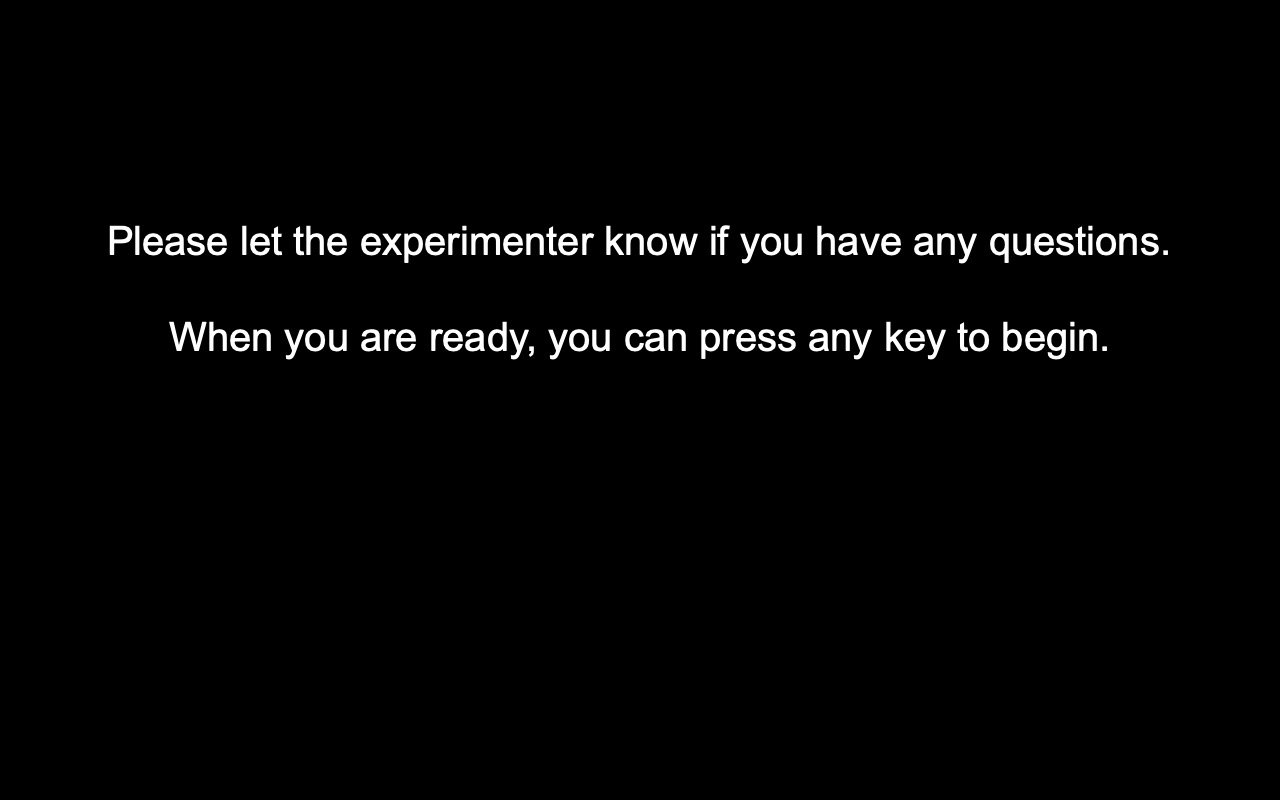 Please let the experimenter know if you have any questions.
When you are ready, you can press any key to begin.